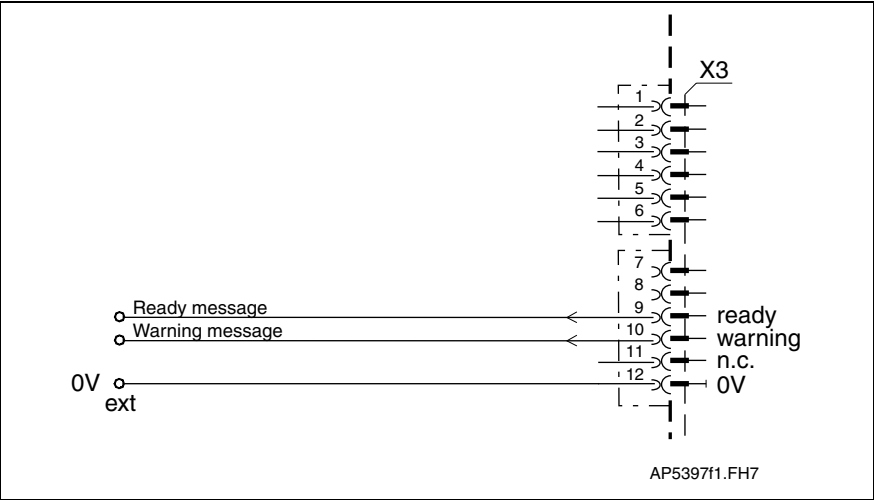 X3
1
2
3
4
5
6
7
8
Ready message
9
ready
Warning message
10
warning
11
n.c.
0V
12
0V
ext
AP5397f1.FH7